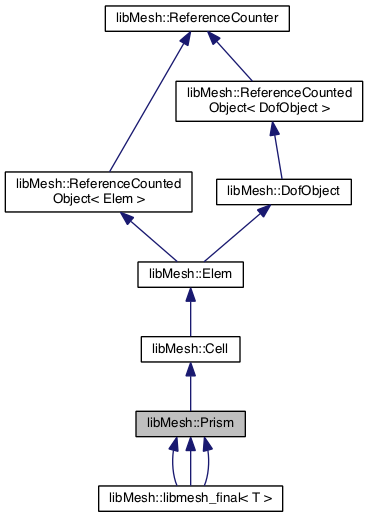 libMesh::ReferenceCounter
libMesh::ReferenceCounted
Object< DofObject >
libMesh::ReferenceCounted
Object< Elem >
libMesh::DofObject
libMesh::Elem
libMesh::Cell
libMesh::Prism
libMesh::libmesh_final< T >